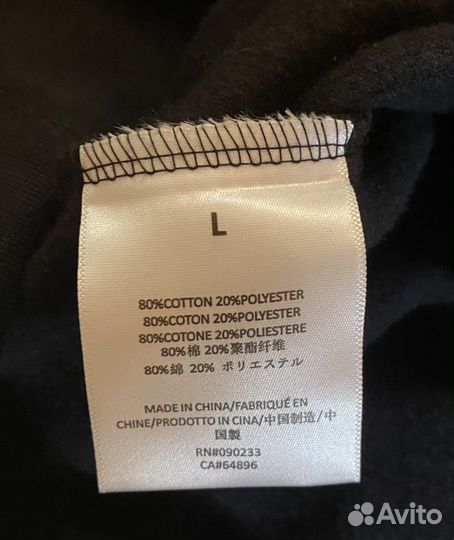 L
80%COTTON 20%POLYESTER
80%COTON 20%POLYESTER
80%COTONE 20%POLIESTERE
80%棉 20%聚酯纤维
80%綿 20% ポリエステル
MADE IN CHINA/FABRIQUÉ EN
CHINE/PRODOTTO IN CINA/中国制造/中
国製
RN#090233
CA#64896
Avito